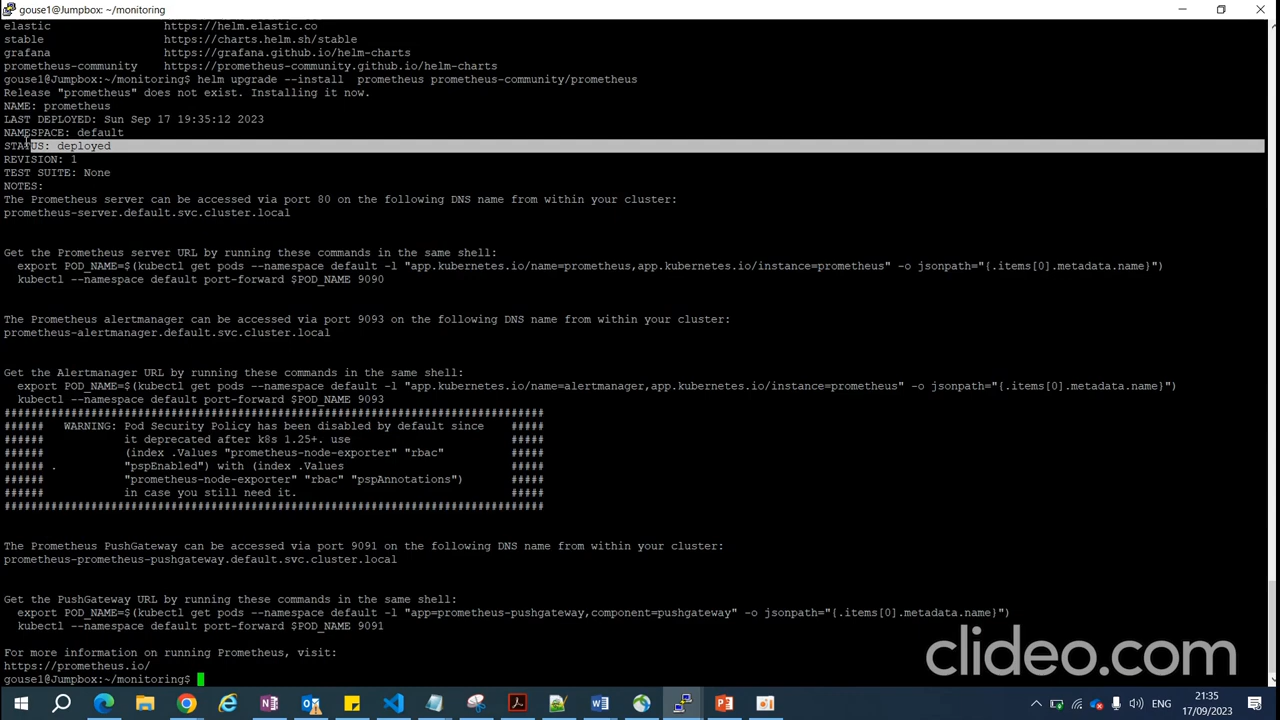 gouse1@Jumpbox: ~/monitoring
elastic https://helm.elastic.co
stable https://charts.helm.sh/stable
grafana https://grafana.github.io/helm-charts
prometheus-community https://prometheus-community.github.io/helm-charts
gouse1@Jumpbox:~/monitoring$ helm upgrade --install  prometheus prometheus-community/prometheus
Release "prometheus" does not exist. Installing it now.
NAME: prometheus
LAST DEPLOYED: Sun Sep 17 19:35:12 2023
NAMESPACE: default
STATUS: deployed
REVISION: 1
TEST SUITE: None
NOTES:
The Prometheus server can be accessed via port 80 on the following DNS name from within your cluster:
prometheus-server.default.svc.cluster.local
Get the Prometheus server URL by running these commands in the same shell:
export POD_NAME=$(kubectl get pods --namespace default -l "app.kubernetes.io/name=prometheus,app.kubernetes.io/instance=prometheus" -o jsonpath="{.items[0].metadata.name}")
kubectl --namespace default port-forward $POD_NAME 9090
The Prometheus alertmanager can be accessed via port 9093 on the following DNS name from within your cluster:
prometheus-alertmanager.default.svc.cluster.local
Get the Alertmanager URL by running these commands in the same shell:
export POD_NAME=$(kubectl get pods --namespace default -l "app.kubernetes.io/name=alertmanager,app.kubernetes.io/instance=prometheus" -o jsonpath="{.items[0].metadata.name}")
kubectl --namespace default port-forward $POD_NAME 9093
#################################################################################
###### WARNING: Pod Security Policy has been disabled by default since #####
###### it deprecated after k8s 1.25+. use #####
###### (index .Values "prometheus-node-exporter" "rbac" #####
###### . "pspEnabled") with (index .Values #####
###### "prometheus-node-exporter" "rbac" "pspAnnotations") #####
###### in case you still need it. #####
#################################################################################
The Prometheus PushGateway can be accessed via port 9091 on the following DNS name from within your cluster:
prometheus-prometheus-pushgateway.default.svc.cluster.local
Get the PushGateway URL by running these commands in the same shell:
export POD_NAME=$(kubectl get pods --namespace default -l "app=prometheus-pushgateway,component=pushgateway" -o jsonpath="{.items[0].metadata.name}")
kubectl --namespace default port-forward $POD_NAME 9091
For more information on running Prometheus, visit:
https://prometheus.io/
gouse1@Jumpbox:~/monitoring$
clideo.com
ENG
21:35
17/09/2023